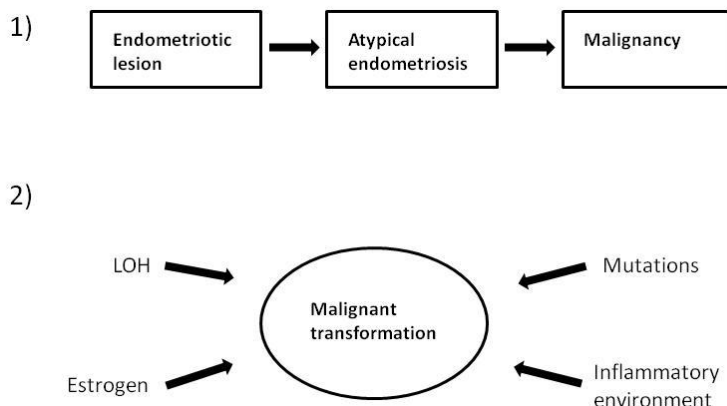 1)
Endometriotic
lesion
Atypical
endometriosis
Malignancy
2)
LOH
Mutations
Malignant
transformation
Estrogen
Inflammatory
environment